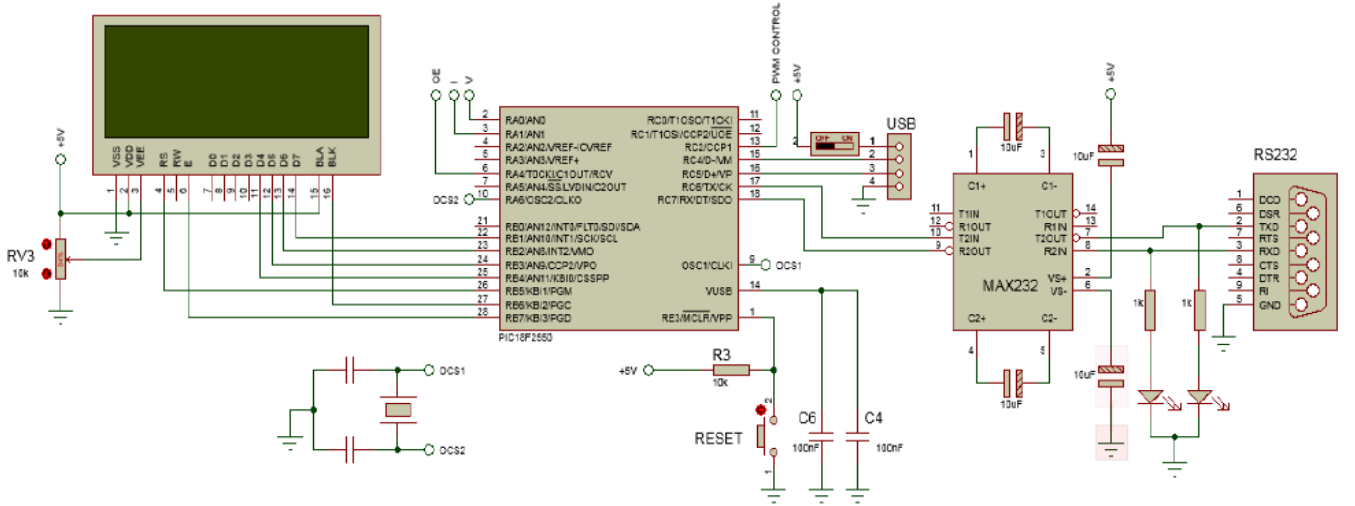 +5V
RV3
10k
VSS
VDD
VEE
RS
RW
E
D0
D1
D2
D3
D4
D5
D6
D7
BLA
BLK
1
2
3
4
5
6
7
8
9
10
11
12
13
14
15
16
OE
I
V
2 RA0/AN0
3 RA1/AN1
4 RA2/AN2/VREF-/CVREF
5 RA3/AN3/VREF+
6 RA4/T0CKI/C1OUT/RCV
7 RA5/AN4/SS/LVDIN/C2OUT
OCS2 10 RA6/OSC2/CLKO
21 RB0/AN12/INT0/FLT0/SDI/SDA
22 RB1/AN10/INT1/SCK/SCL
23 RB2/AN8/INT2/VMO
24 RB3/AN9/CCP2/VPO
25 RB4/AN11/KBI0/CSSPP
26 RB5/KBI1/PGM
27 RB6/KBI2/PGC
28 RB7/KBI3/PGD
PIC18F2550
RC0/T1OSO/T1CKI 11
RC1/T1OSI/CCP2/UOE 12
RC2/CCP1 13
RC4/D-/VM 15
RC5/D+/VP 16
RC6/TX/CK 17
RC7/RX/DT/SDO 18
OSC1/CLKI 9 OCS1
VUSB 14
RE3/MCLR/VPP 1
PWM CONTROL
+5V
2
OFF ON
USB
1
2
3
4
OCS1
OCS2
+5V
R3
10k
RESET
2
1
C6
100nF
C4
100nF
10uF
1
3
C1+
C1-
11 T1IN
12 R1OUT
10 T2IN
9 R2OUT
T1OUT 14
R1IN 13
T2OUT 7
R2IN 8
MAX232
VS+ 2
VS- 6
C2+
C2-
4
5
10uF
+5V
10uF
10uF
1k
1k
RS232
1 DCD
6 DSR
2 TXD
7 RTS
3 RXD
8 CTS
4 DTR
9 RI
5 GND